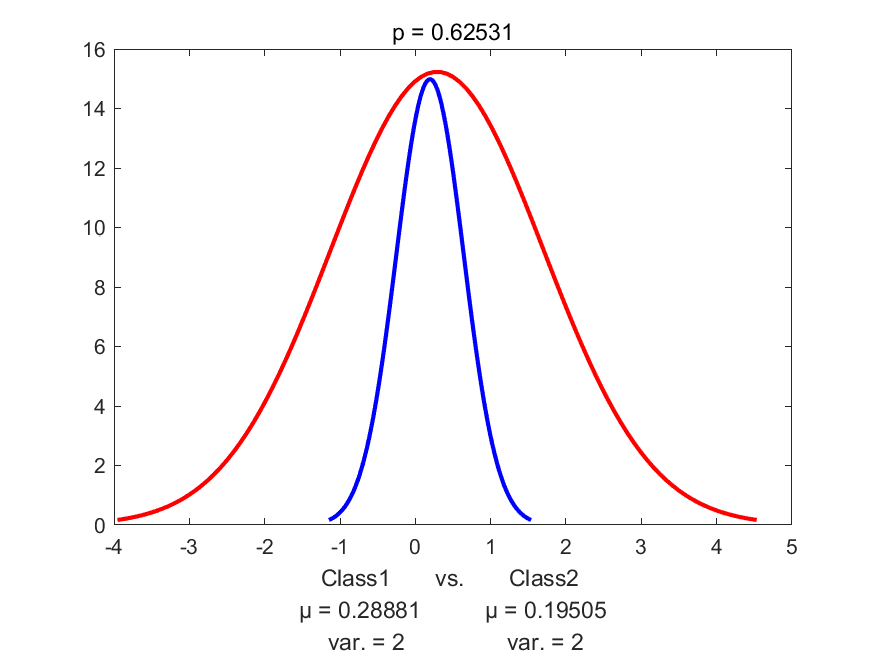 p = 0.62531
16
14
12
10
8
6
4
2
0
-4 -3 -2 -1 0 1 2 3 4 5
Class1 vs. Class2
μ = 0.28881 μ = 0.19505
var. = 2 var. = 2